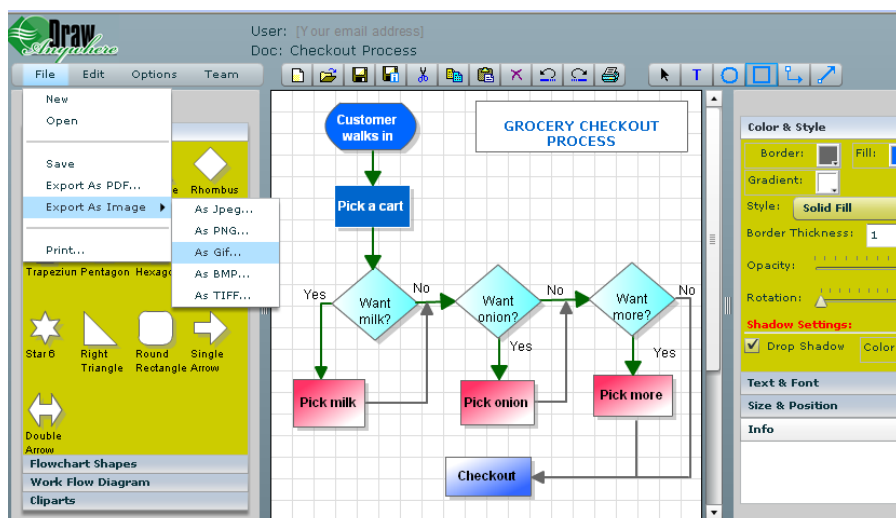 Draw
Anywhere
User: [Your email address]
Doc: Checkout Process
File Edit Options Team
T
New
Open
Save
Export As PDF...
Export As Image
Print...
As Jpeg...
As PNG...
As Gif...
As BMP...
As TIFF...
Rhombus
Trapeziun Pentagon
Star6 Right Triangle Round Rectangle Single Arrow
Double Arrow
Flowchart Shapes
Work Flow Diagram
Cliparts
Customer
walks in
GROCERY CHECKOUT
PROCESS
Pick a cart
Yes
Want
milk?
No
Want
onion?
No
Want
more?
No
Yes
Yes
Pick milk
Pick onion
Pick more
Checkout
Color & Style
Border: Fill:
Gradient:
Style: Solid Fill
Border Thickness: 1
Opacity:
Rotation:
Shadow Settings:
Drop Shadow Color
Text & Font
Size & Position
Info